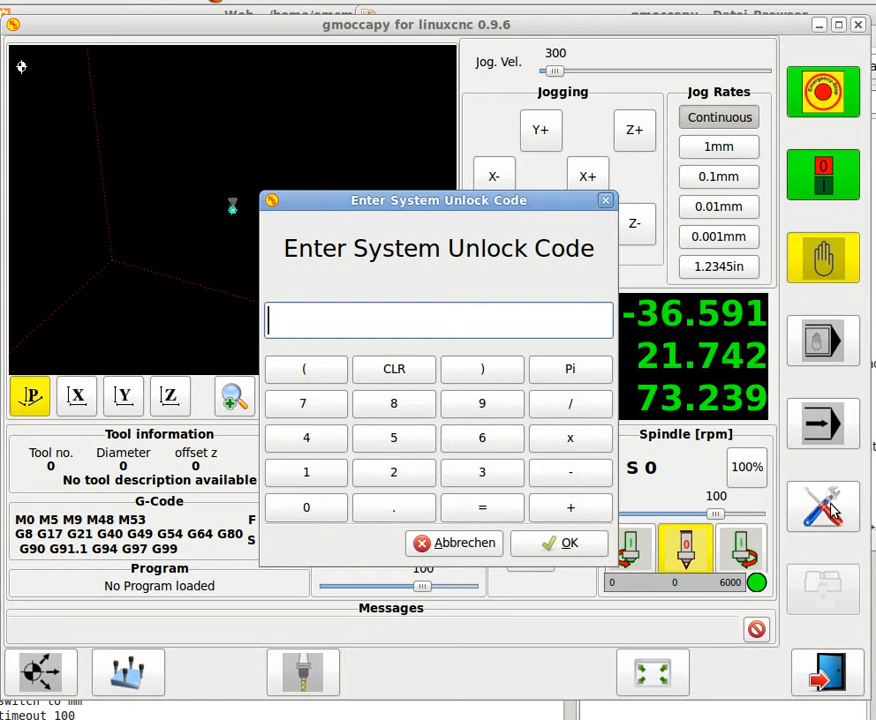 gmoccapy for linuxcnc 0.9.6
Jog. Vel.
300
Jogging
Jog Rates
Y+
Z+
Continuous
1mm
X-
X+
0.1mm
0.01mm
Z-
0.001mm
1.2345in
Enter System Unlock Code
Enter System Unlock Code
( CLR ) Pi
7 8 9 /
4 5 6 x
1 2 3 -
0 . = +
Abbrechen
OK
-36.591
21.742
73.239
Emergency-Stop
0
I
P X Y Z
Tool information
Tool no. Diameter offset z
0 0 0
No tool description available
G-Code
M0 M5 M9 M48 M53
F
G8 G17 G21 G40 G49 G54 G64 G80
S
G90 G91.1 G94 G97 G99
Program
No Program loaded
100
Spindle [rpm]
S 0
100%
100
I 0 I
0 0 6000
Messages
switch to mm
timeout 100